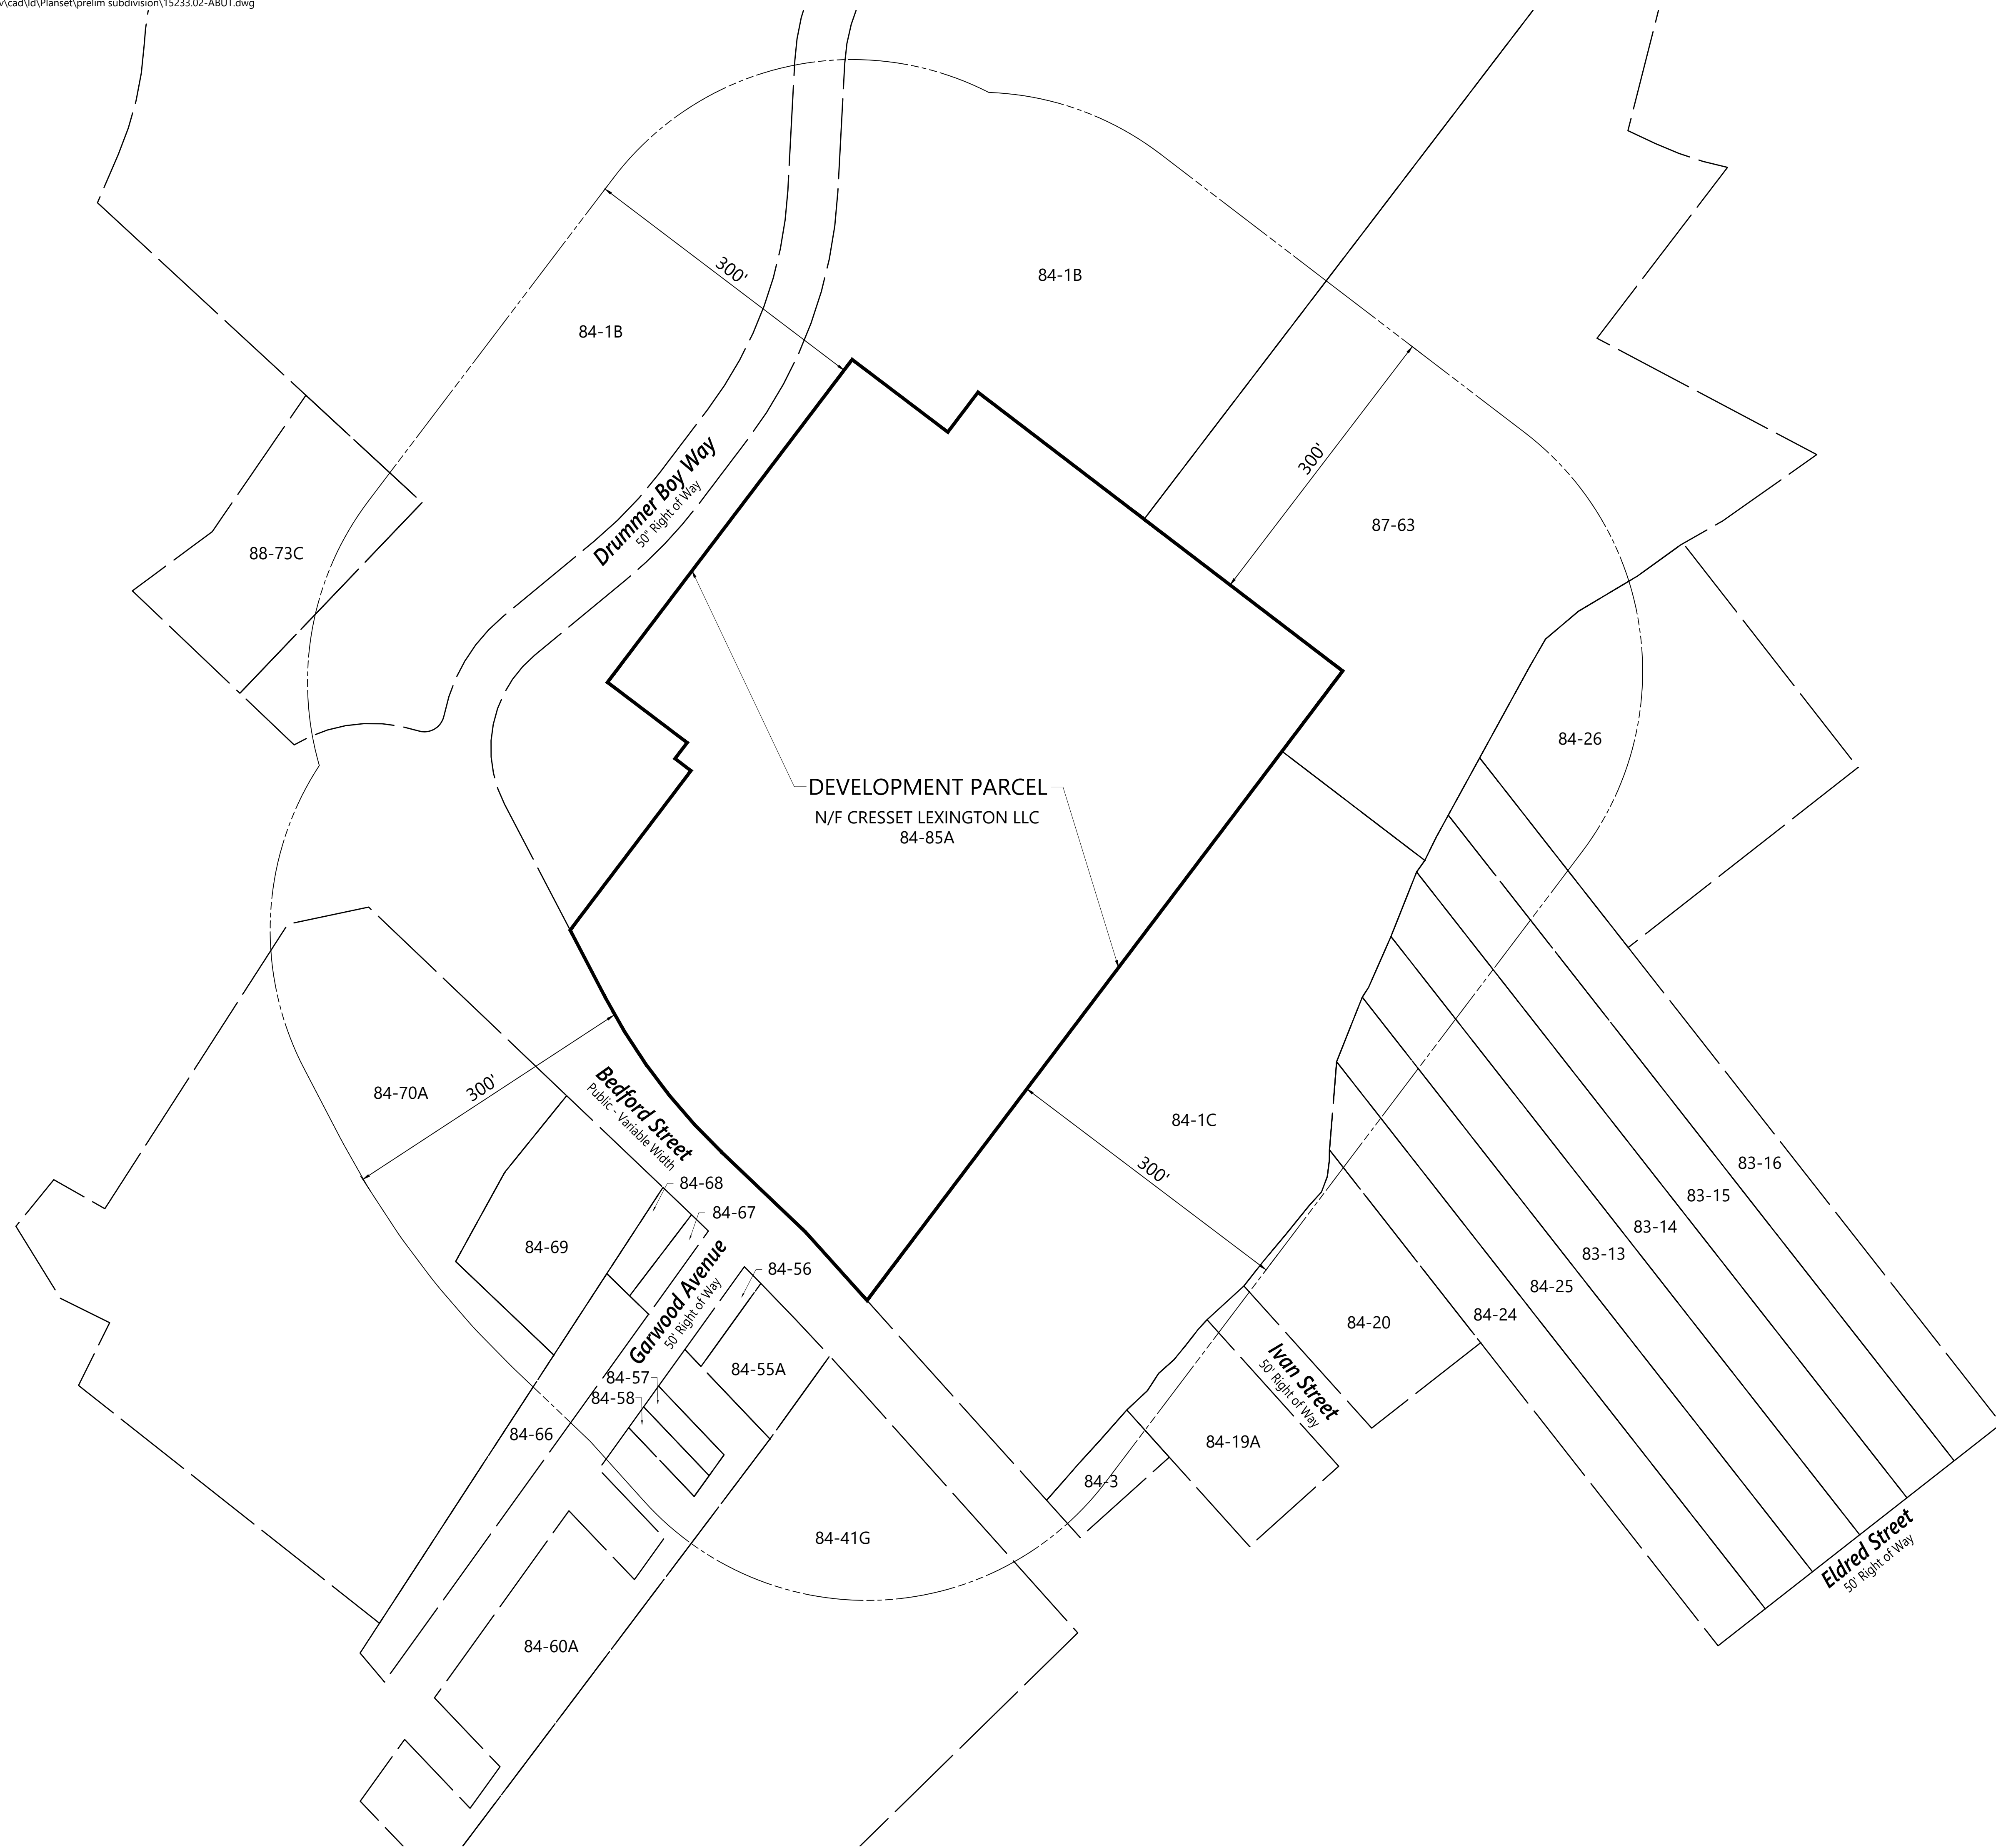 v\cad\ld\Planset\prelim subdivision\15233.02-ABUT.dwg
300'
84-1B
84-1B
Drummer Boy Way
50" Right of Way
300'
87-63
88-73C
84-26
DEVELOPMENT PARCEL
N/F CRESSET LEXINGTON LLC
84-85A
84-70A
300'
Bedford Street
Public - Variable Width
84-1C
300'
84-68
84-67
84-69
84-56
Garwood Avenue
50' Right of Way
84-55A
84-57
84-58
84-66
84-41G
84-60A
84-3
84-19A
Ivan Street
50' Right of Way
84-20
84-24
84-25
83-13
83-14
83-15
83-16
Eldred Street
50' Right of Way